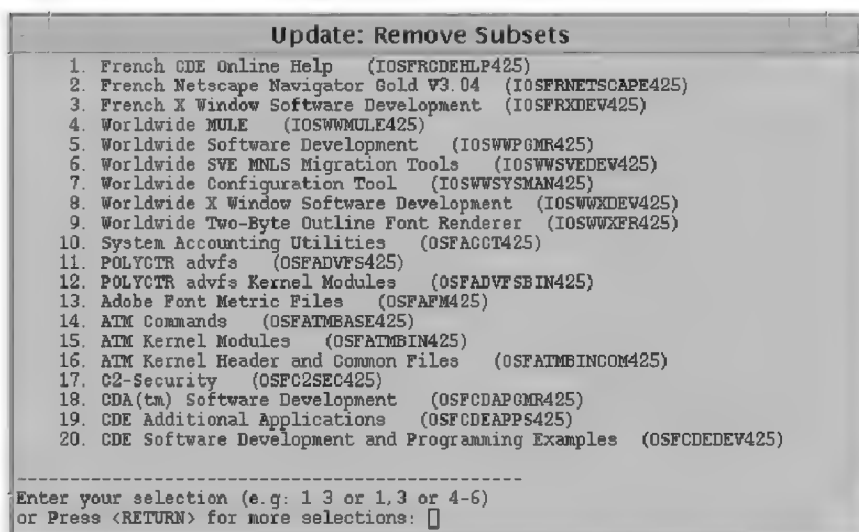 Update: Remove Subsets
1. French CDE Online Help (IOSFRCDEHLP425)
2. French Netscape Navigator Gold V3.04 (IOSFRNETSCAPE425)
3. French X Window Software Development (IOSFRXDEV425)
4. Worldwide MULE (IOSWWMULE425)
5. Worldwide Software Development (IOSWWPGMR425)
6. Worldwide SVE MNLS Migration Tools (IOSWWSVEDEV425)
7. Worldwide Configuration Tool (IOSWWSYSMAN425)
8. Worldwide X Window Software Development (IOSWWXDEV425)
9. Worldwide Two-Byte Outline Font Renderer (IOSWWXFR425)
10. System Accounting Utilities (OSFACCT425)
11. POLYCTR advfs (OSFADVFS425)
12. POLYCTR advfs Kernel Modules (OSFADVFSBIN425)
13. Adobe Font Metric Files (OSFAFM425)
14. ATM Commands (OSFATMBASE425)
15. ATM Kernel Modules (OSFATMBIN425)
16. ATM Kernel Header and Common Files (OSFATMBINCOM425)
17. C2-Security (OSFC2SEC425)
18. CDA(tm) Software Development (OSFCDAPGMR425)
19. CDE Additional Applications (OSFCDEAPPS425)
20. CDE Software Development and Programming Examples (OSFCDEDEV425)
--------------------------------------------------
Enter your selection (e.g: 1 3 or 1,3 or 4-6)
or Press <RETURN> for more selections: